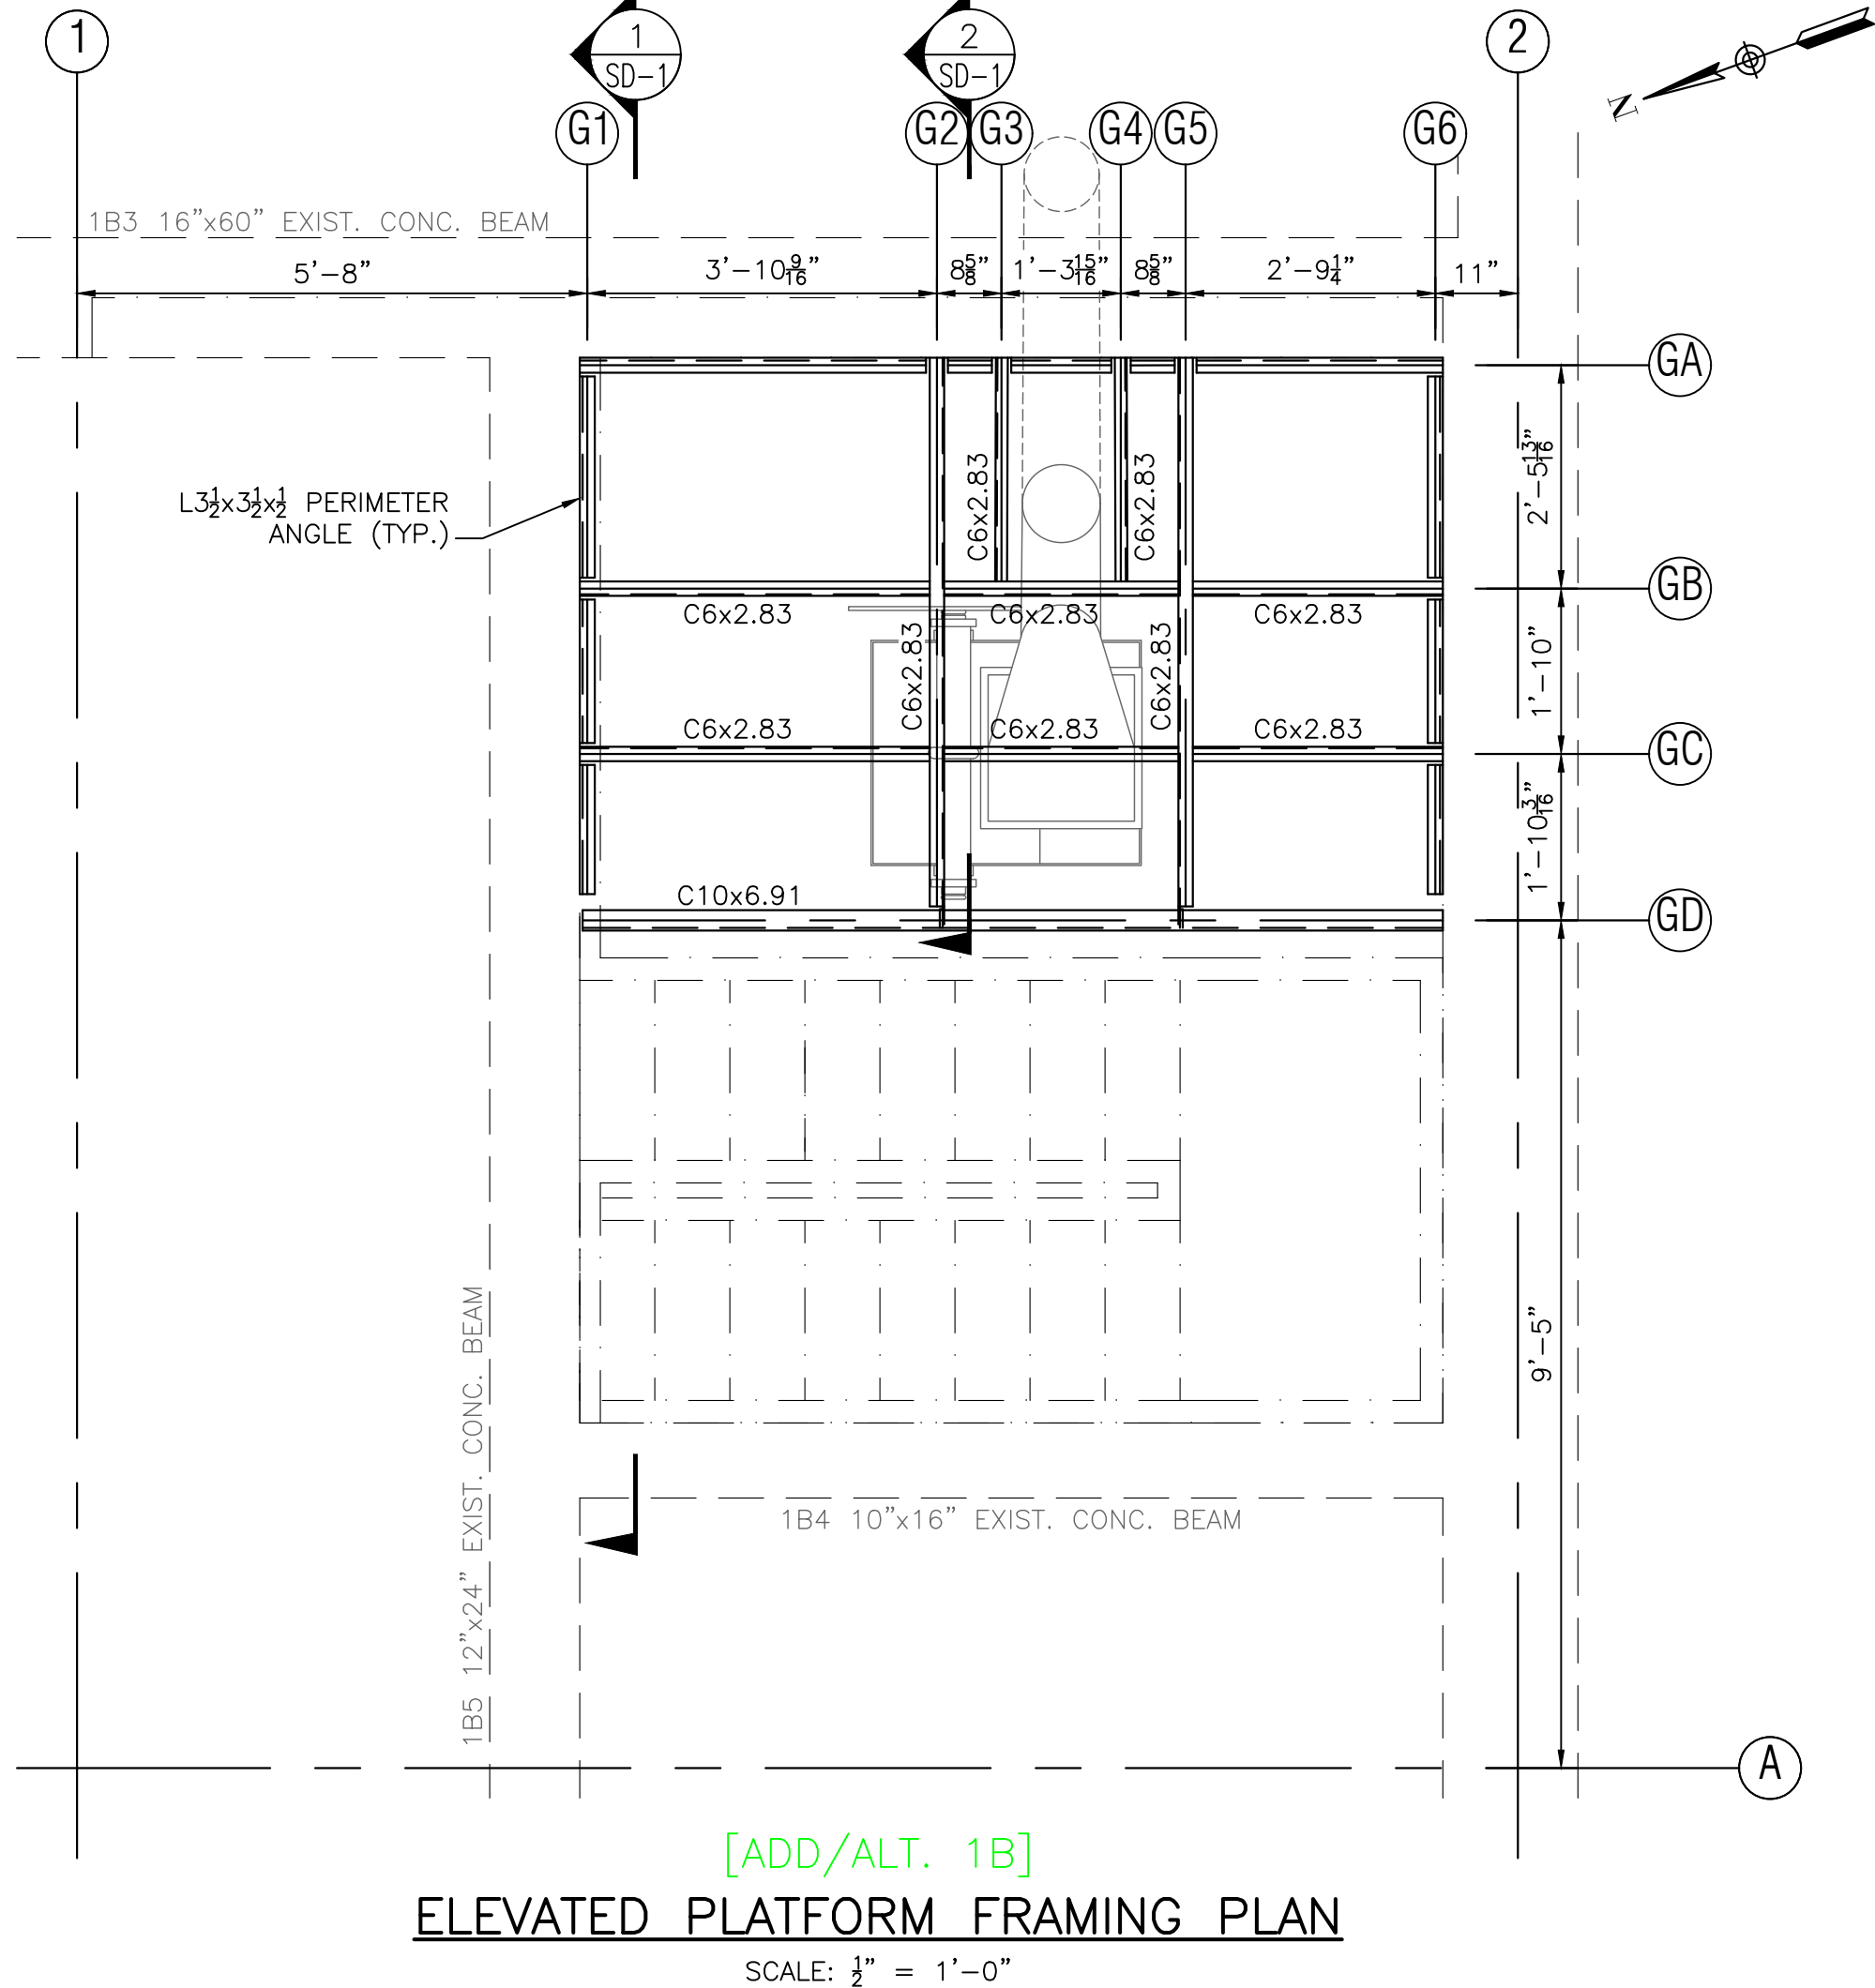 1
1
SD-1
2
SD-1
2
N
G1
G2
G3
G4
G5
G6
1B3 16”x60” EXIST. CONC. BEAM
5’-8”
3’-10 9/16”
8 5/8”
1’-3 15/16”
8 5/8”
2’-9 1/4”
11”
GA
2’-5 13/16”
L3 1/2x3 1/2x1/2 PERIMETER
ANGLE (TYP.)
C6x2.83
C6x2.83
GB
C6x2.83
C6x2.83
C6x2.83
C6x2.83
C6x2.83
1’-10”
C6x2.83
C6x2.83
C6x2.83
GC
1’-10 3/16”
C10x6.91
GD
9’-5”
1B5 12”x24” EXIST. CONC. BEAM
1B4 10”x16” EXIST. CONC. BEAM
A
[ADD/ALT. 1B]
ELEVATED PLATFORM FRAMING PLAN
SCALE: 1/2” = 1’-0”